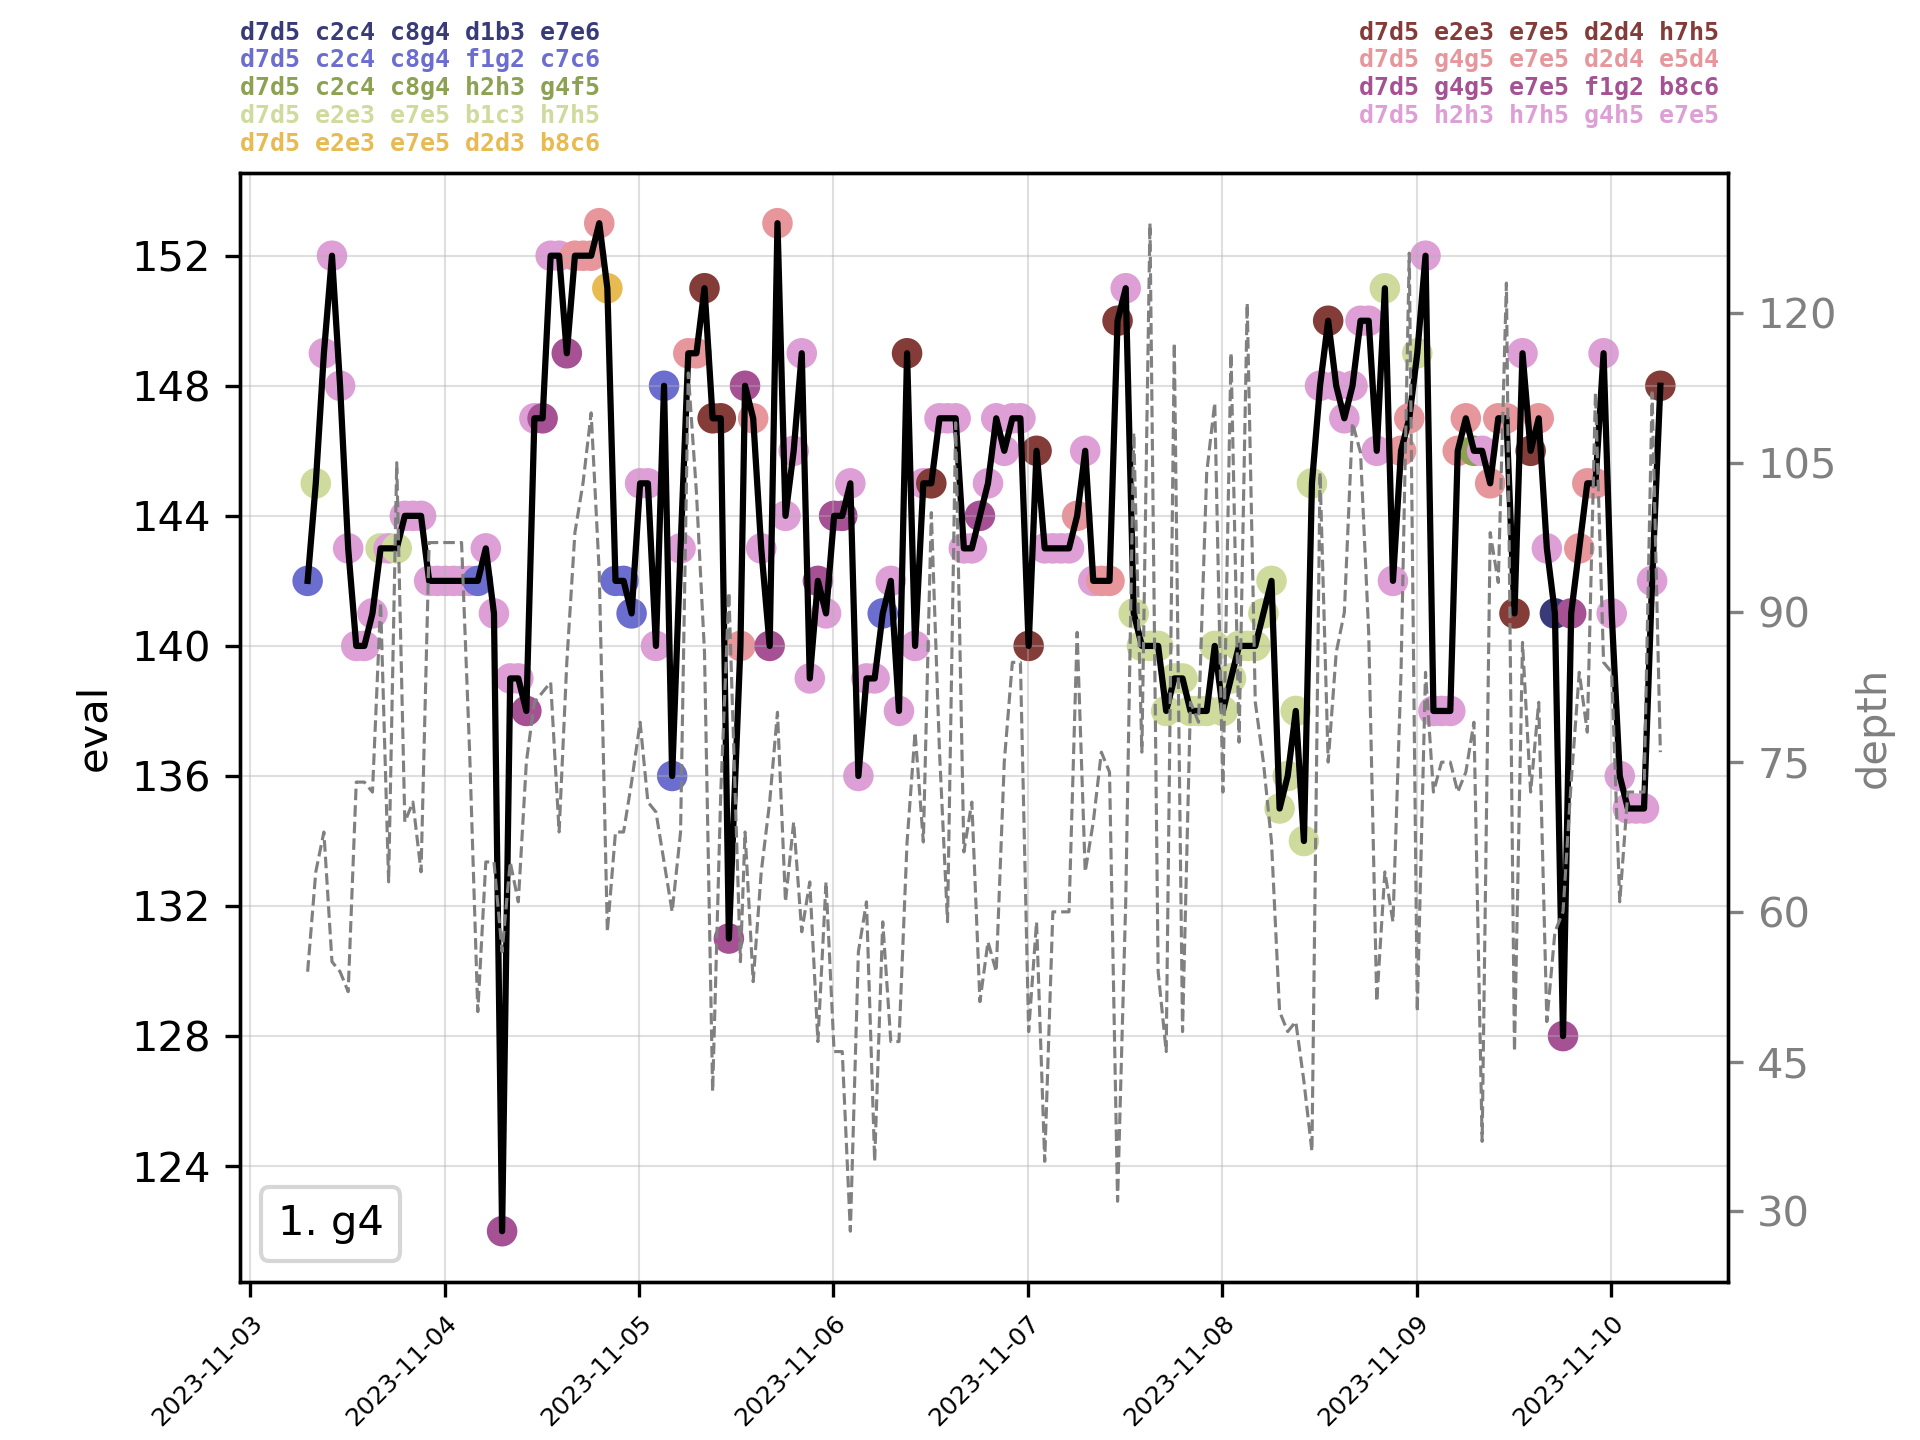 d7d5 c2c4 c8g4 d1b3 e7e6
d7d5 c2c4 c8g4 f1g2 c7c6
d7d5 c2c4 c8g4 h2h3 g4f5
d7d5 e2e3 e7e5 b1c3 h7h5
d7d5 e2e3 e7e5 d2d3 b8c6
d7d5 e2e3 e7e5 d2d4 h7h5
d7d5 g4g5 e7e5 d2d4 e5d4
d7d5 g4g5 e7e5 f1g2 b8c6
d7d5 h2h3 h7h5 g4h5 e7e5
eval
152
148
144
140
136
132
128
124
1. g4
depth
120
105
90
75
60
45
30
2023-11-03
2023-11-04
2023-11-05
2023-11-06
2023-11-07
2023-11-08
2023-11-09
2023-11-10